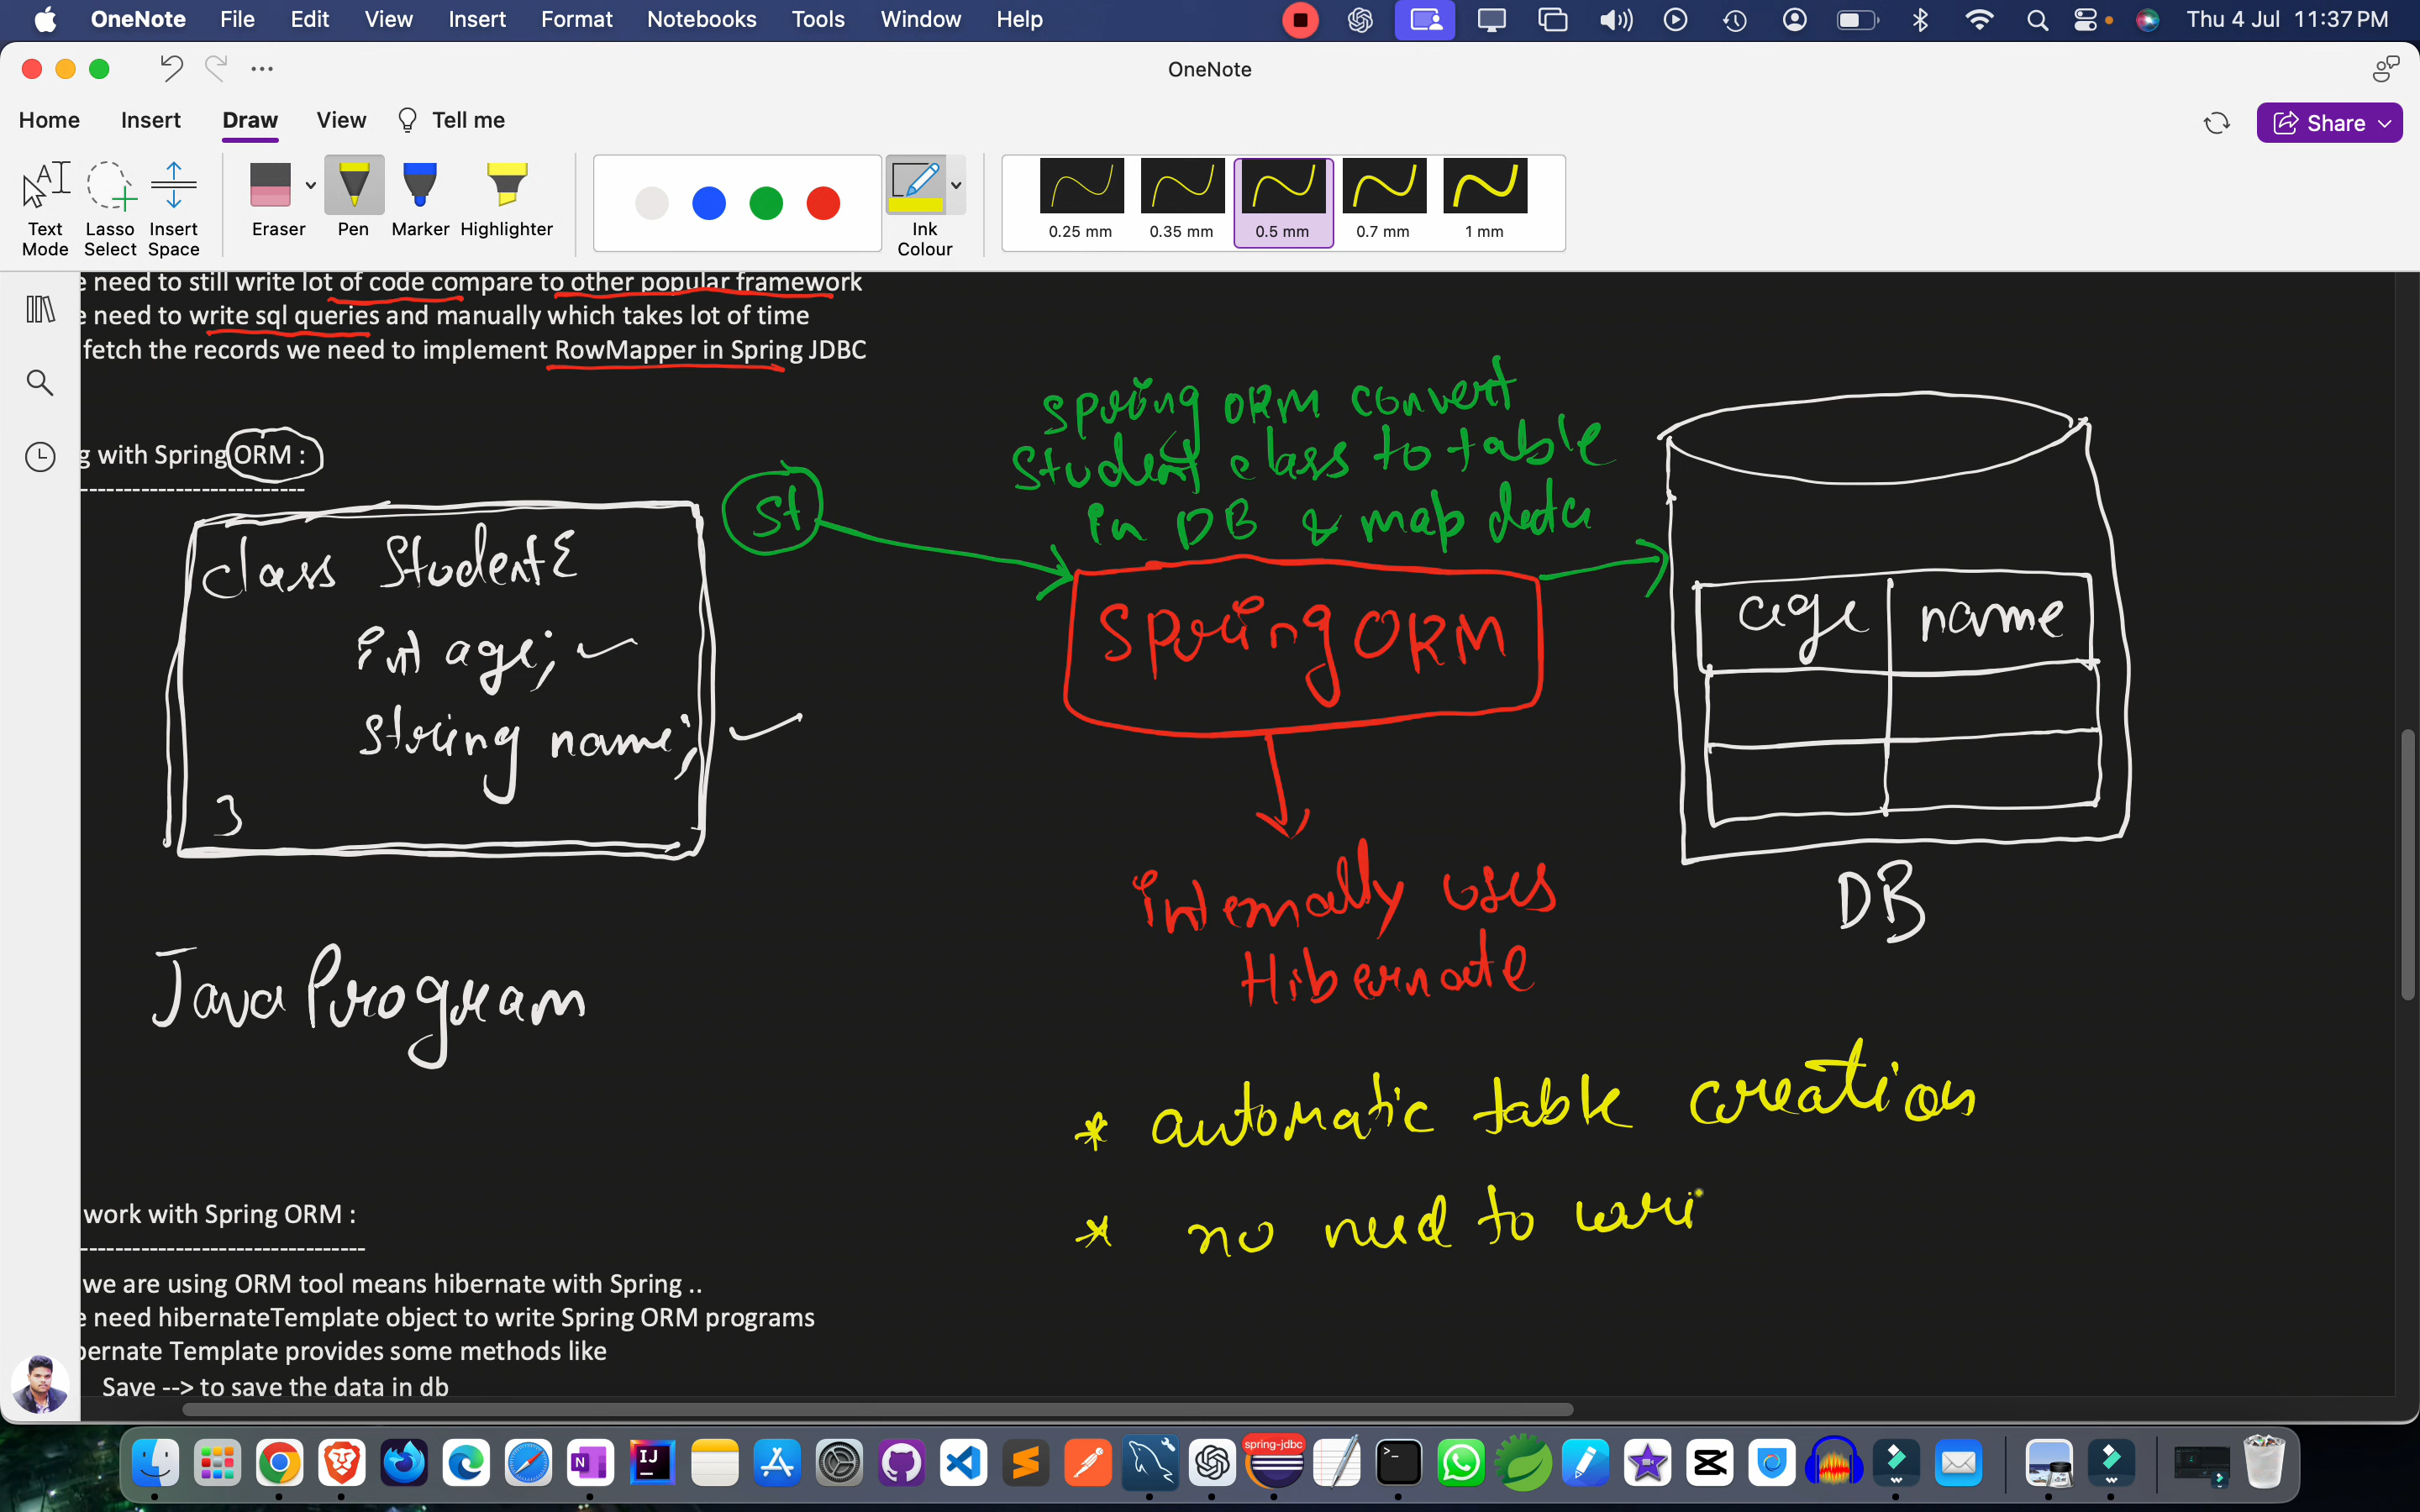 OneNote File Edit View Insert Format Notebooks Tools Window Help Thu 4 Jul 11:37 PM
OneNote
Home Insert Draw View Tell me Share
Text Mode Lasso Select Insert Space Eraser Pen Marker Highlighter Ink Colour 0.25 mm 0.35 mm 0.5 mm 0.7 mm 1 mm
e need to still write lot of code compare to other popular framework
e need to write sql queries and manually which takes lot of time
fetch the records we need to implement RowMapper in Spring JDBC
g with Spring ORM :
------------------------
class Student{
int age;
String name;
}
Java Program
St
Spring ORM convert
Student class to table
in DB & map data
Spring ORM
internally uses
Hibernate
age name
DB
* automatic table creation
* no need to wri
work with Spring ORM :
------------------------------
we are using ORM tool means hibernate with Spring ..
e need hibernateTemplate object to write Spring ORM programs
bernate Template provides some methods like
Save --> to save the data in db
spring-jdbc